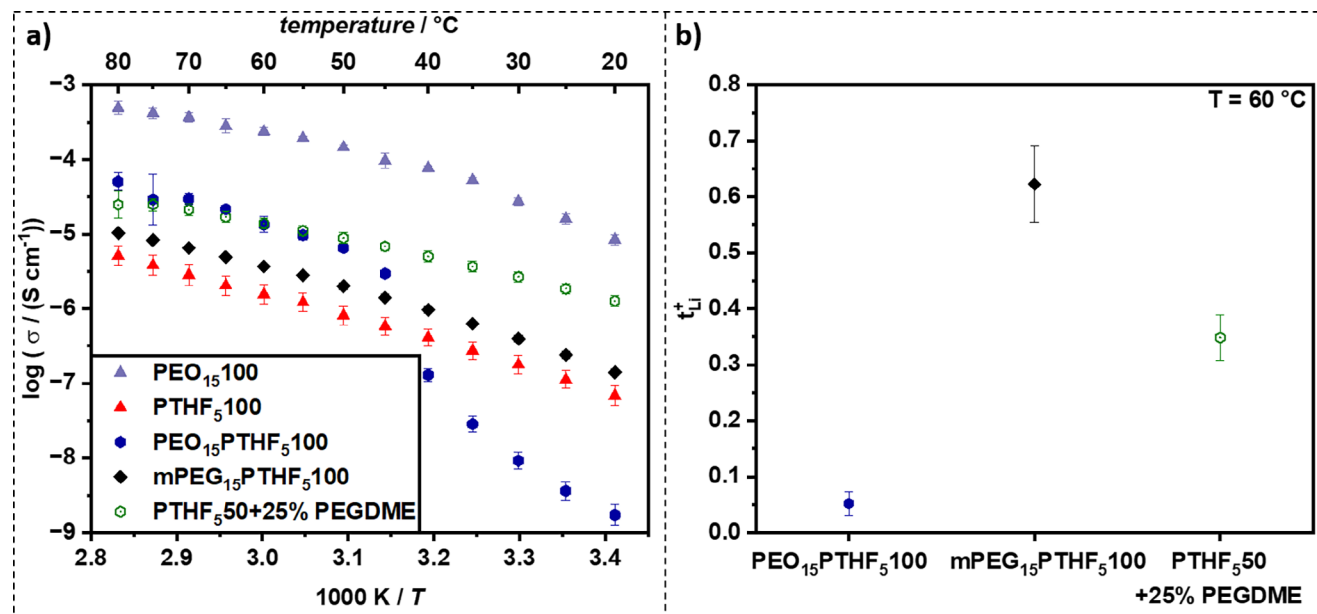 a)
temperature / °C
80 70 60 50 40 30 20
−3
−4
−5
−6
−7
−8
−9
log ( σ / (S cm⁻¹)
PEO₁₅100
PTHF₅100
PEO₁₅PTHF₅100
mPEG₁₅PTHF₅100
PTHF₅50+25% PEGDME
2.8 2.9 3.0 3.1 3.2 3.3 3.4
1000 K / T
b)
T = 60 °C
0.8
0.7
0.6
0.5
0.4
0.3
0.2
0.1
0.0
t⁺Li
PEO₁₅PTHF₅100 mPEG₁₅PTHF₅100 PTHF₅50
+25% PEGDME